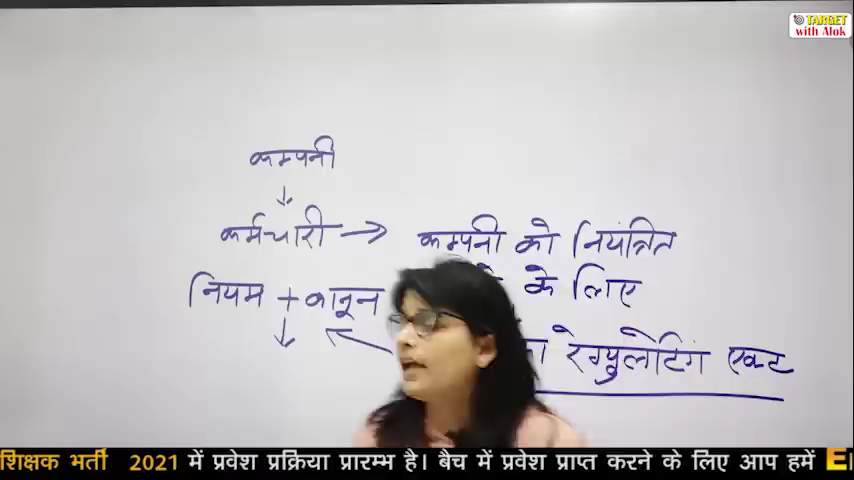 TARGET
with Alok
कम्पनी
↓
कर्मचारी → कम्पनी को नियंत्रित
नियम + कानून के लिए
↓ रेग्युलेटिंग एक्ट
शिक्षक भर्ती 2021 में प्रवेश प्रक्रिया प्रारम्भ है। बैच में प्रवेश प्राप्त करने के लिए आप हमें